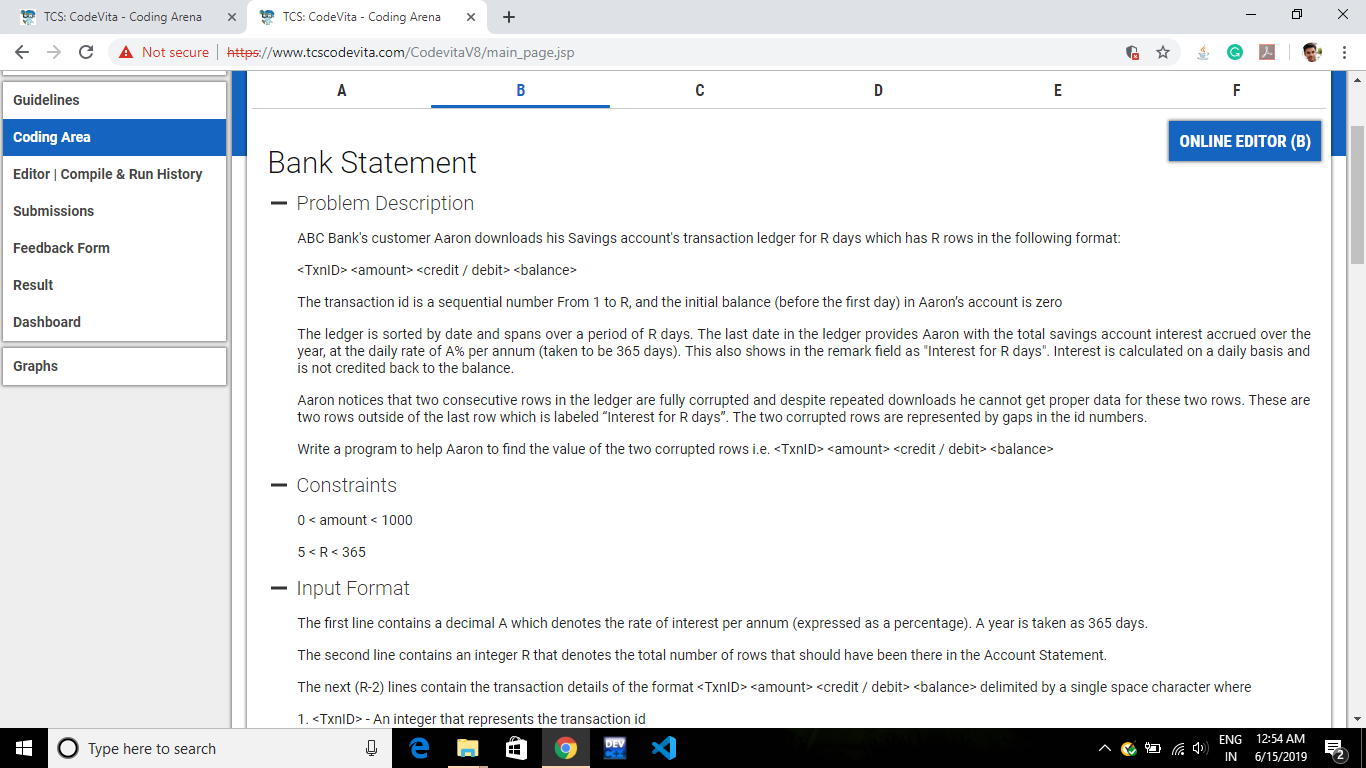 TCS: CodeVita - Coding Arena
TCS: CodeVita - Coding Arena
Not secure
https://www.tcscodevita.com/CodevitaV8/main_page.jsp
Guidelines
Coding Area
Editor | Compile & Run History
Submissions
Feedback Form
Result
Dashboard
Graphs
A B C D E F
ONLINE EDITOR (B)
Bank Statement
Problem Description
ABC Bank's customer Aaron downloads his Savings account's transaction ledger for R days which has R rows in the following format:
<TxnID> <amount> <credit / debit> <balance>
The transaction id is a sequential number From 1 to R, and the initial balance (before the first day) in Aaron’s account is zero
The ledger is sorted by date and spans over a period of R days. The last date in the ledger provides Aaron with the total savings account interest accrued over the
year, at the daily rate of A% per annum (taken to be 365 days). This also shows in the remark field as "Interest for R days". Interest is calculated on a daily basis and
is not credited back to the balance.
Aaron notices that two consecutive rows in the ledger are fully corrupted and despite repeated downloads he cannot get proper data for these two rows. These are
two rows outside of the last row which is labeled “Interest for R days”. The two corrupted rows are represented by gaps in the id numbers.
Write a program to help Aaron to find the value of the two corrupted rows i.e. <TxnID> <amount> <credit / debit> <balance>
Constraints
0 < amount < 1000
5 < R < 365
Input Format
The first line contains a decimal A which denotes the rate of interest per annum (expressed as a percentage). A year is taken as 365 days.
The second line contains an integer R that denotes the total number of rows that should have been there in the Account Statement.
The next (R-2) lines contain the transaction details of the format <TxnID> <amount> <credit / debit> <balance> delimited by a single space character where
1. <TxnID> - An integer that represents the transaction id
Type here to search
DEV
ENG
IN
12:54 AM
6/15/2019
2